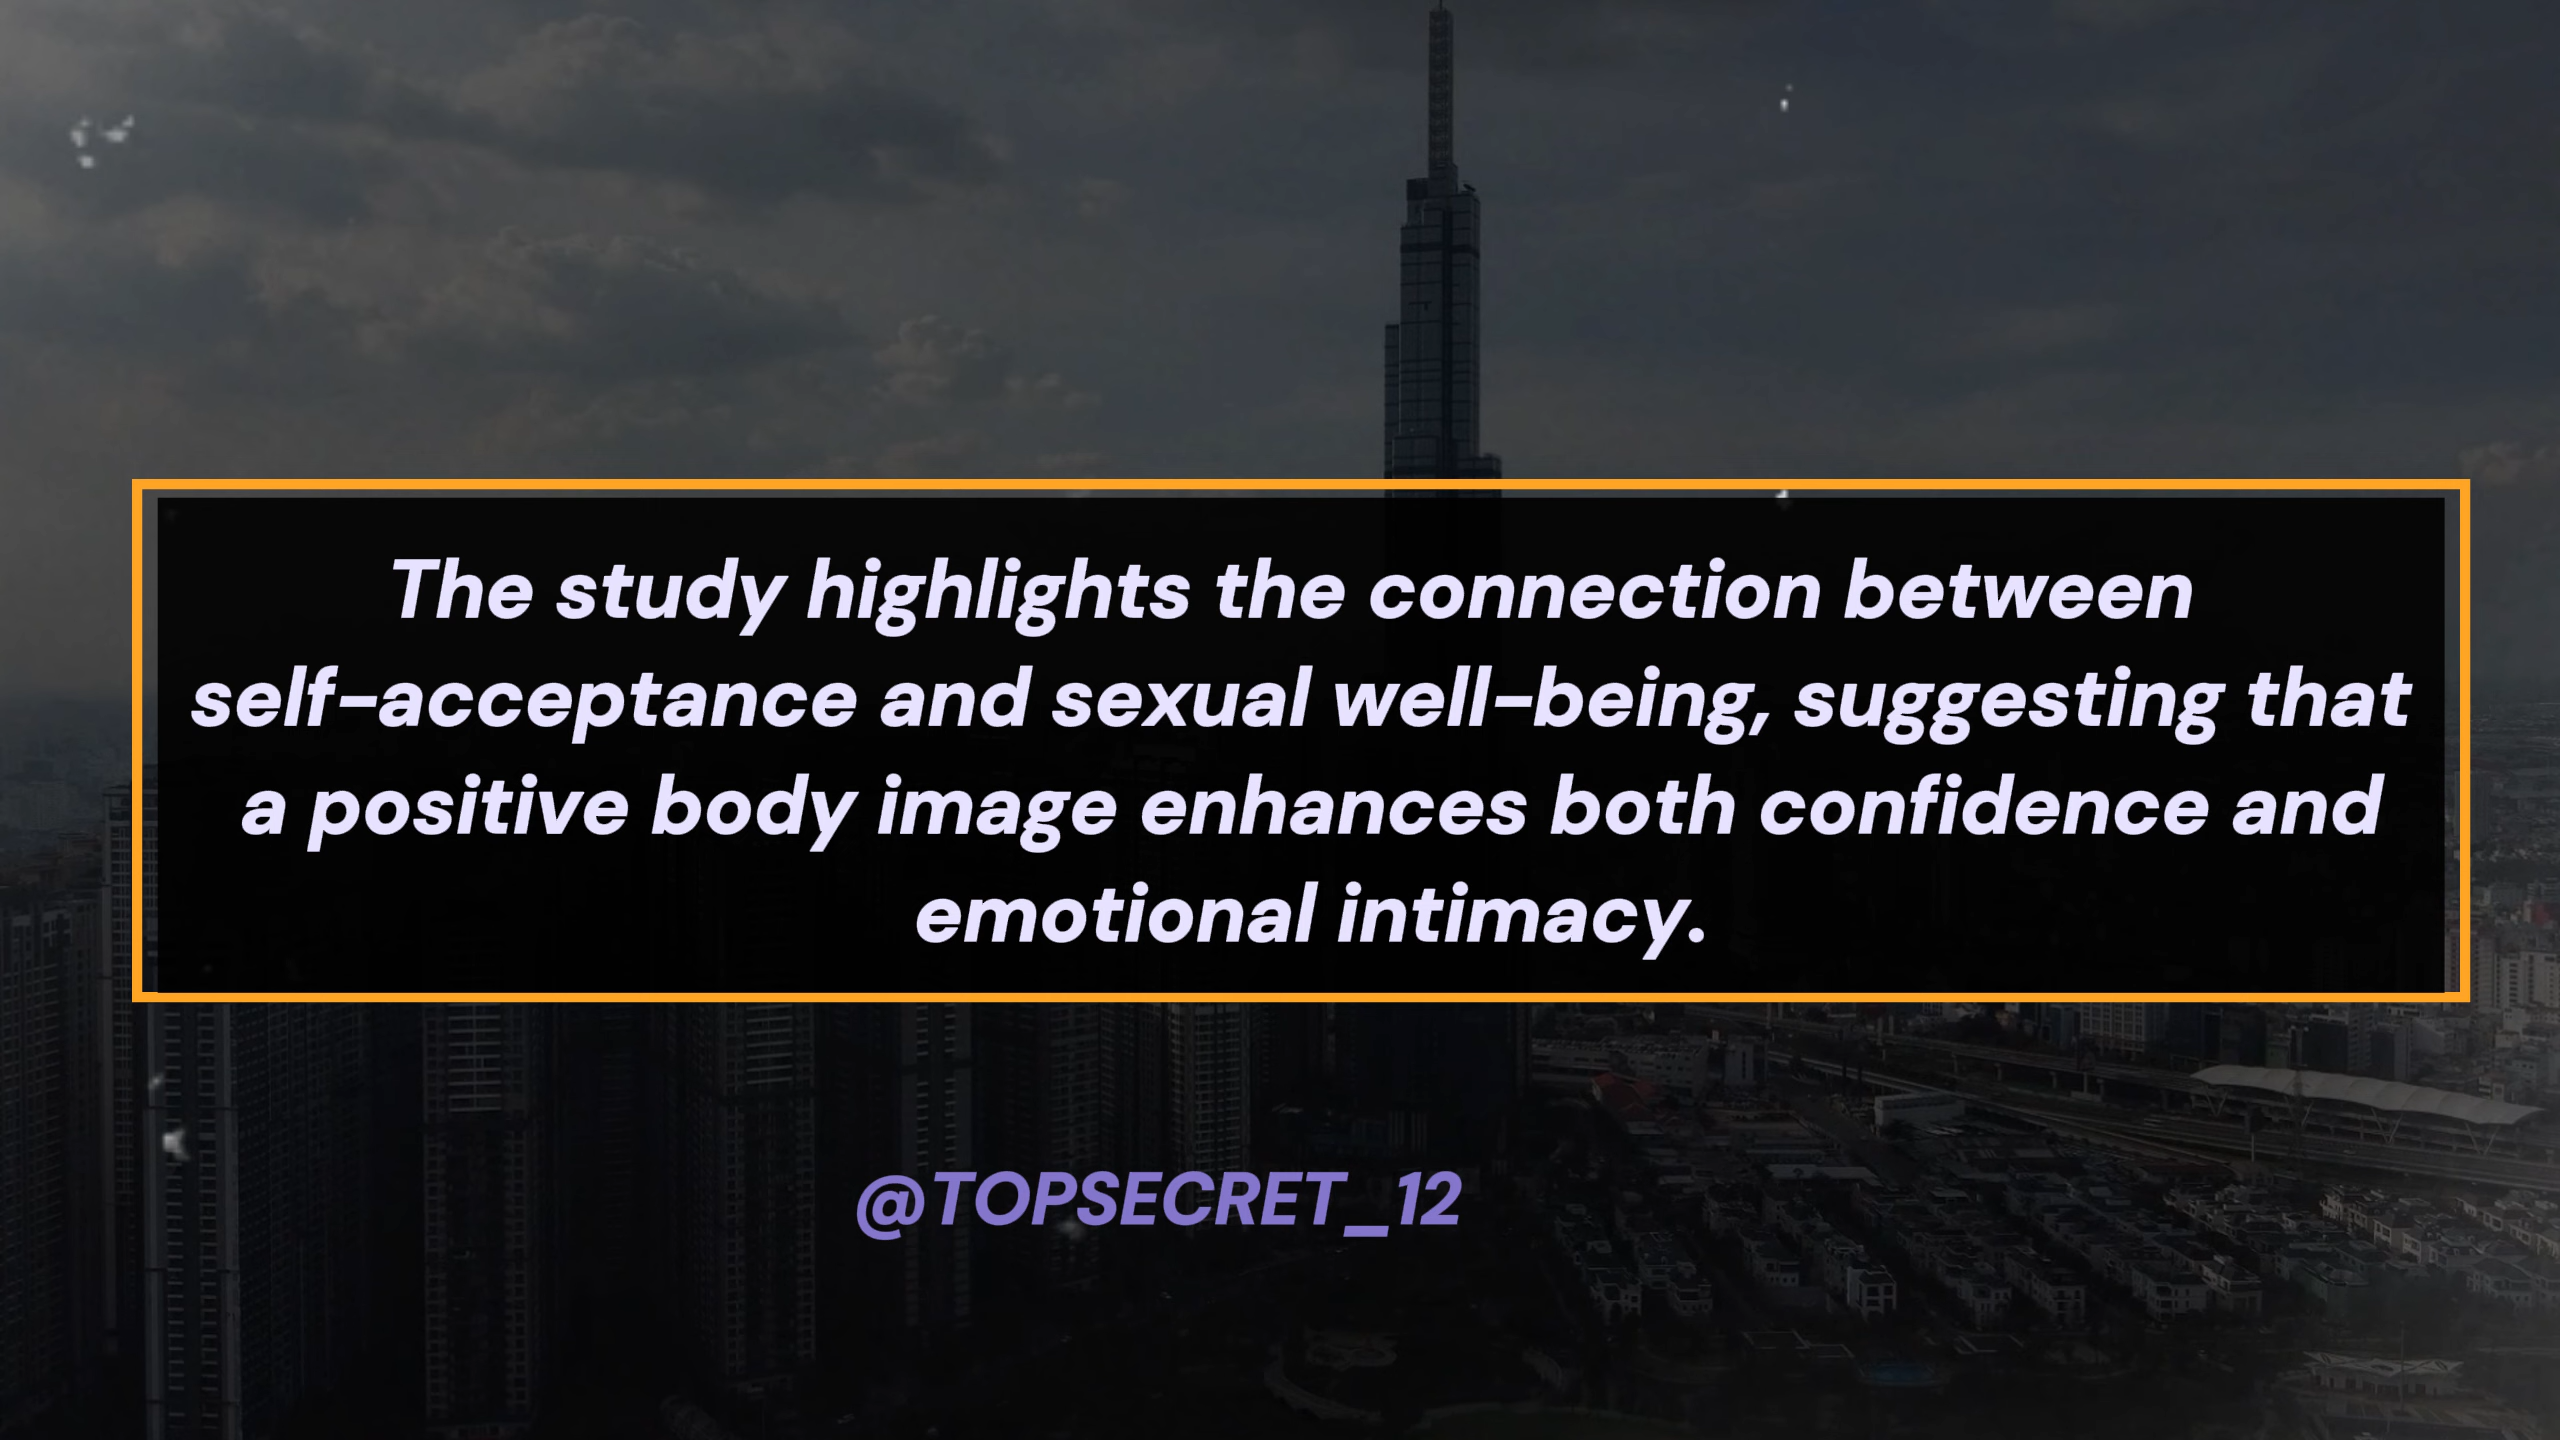 The study highlights the connection between
self-acceptance and sexual well-being, suggesting that
a positive body image enhances both confidence and
emotional intimacy.
@TOPSECRET_12